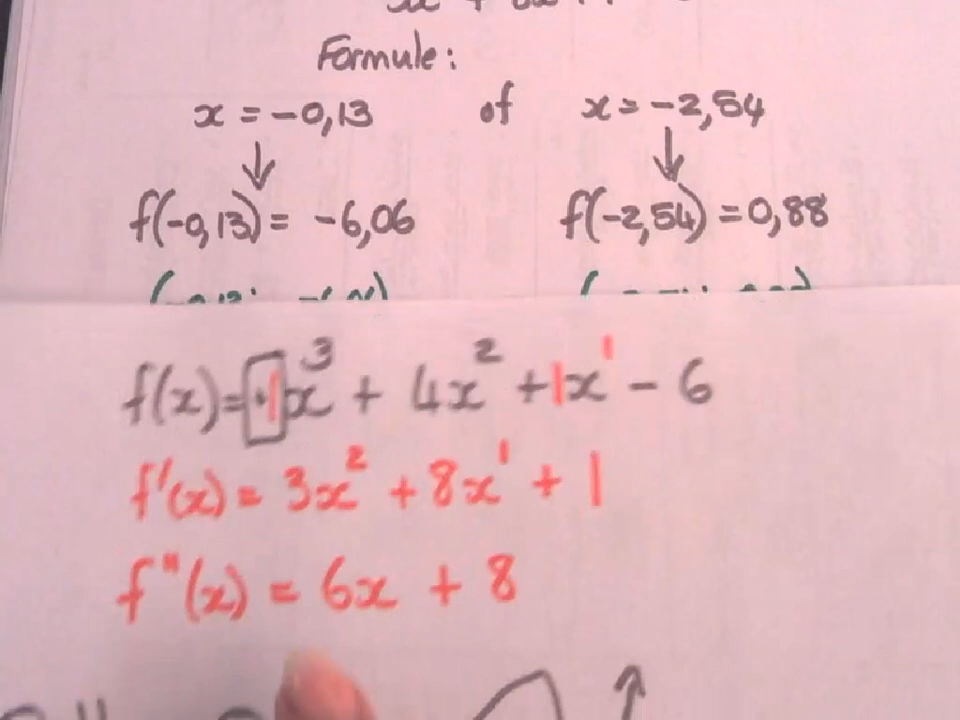 Formule:
x = -0,13 of x = -2,54
↓ ↓
f(-0,13) = -6,06 f(-2,54) = 0,88
f(x) = 1x³ + 4x² + 1x¹ - 6
f'(x) = 3x² + 8x¹ + 1
f"(x) = 6x + 8